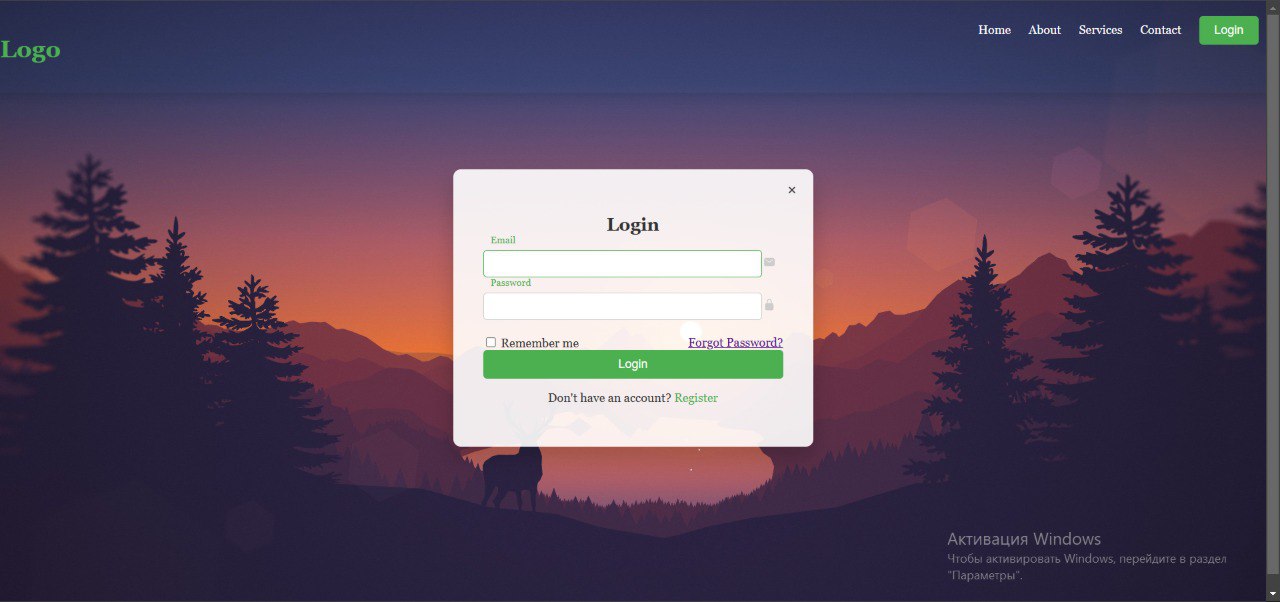 Logo
Home About Services Contact Login
×
Login
Email
Password
Remember me Forgot Password?
Login
Don't have an account? Register
Активация Windows
Чтобы активировать Windows, перейдите в раздел
"Параметры".